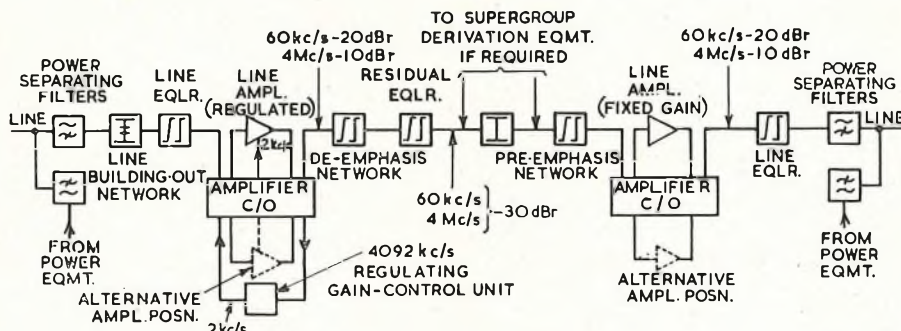 TO SUPERGROUP
DERIVATION EQMT.
IF REQUIRED
60kc/s-20dBr
4Mc/s-10dBr
60kc/s-20dBr
4Mc/s-10dBr
POWER
SEPARATING
FILTERS
LINE
EQLR.
LINE
AMPL.
(REGULATED)
RESIDUAL
EQLR.
LINE
AMPL.
(FIXED GAIN)
POWER
SEPARATING
FILTERS
LINE
2kc/s
LINE
LINE
BUILDING-OUT
NETWORK
DE-EMPHASIS
NETWORK
PRE-EMPHASIS
NETWORK
LINE
EQLR.
AMPLIFIER
C/O
60kc/s
4Mc/s
-30dBr
AMPLIFIER
C/O
FROM
POWER
EQMT.
4092kc/s
REGULATING
GAIN-CONTROL UNIT
ALTERNATIVE
AMPL. POSN.
2kc/s
ALTERNATIVE
AMPL. POSN.
FROM
POWER
EQMT.